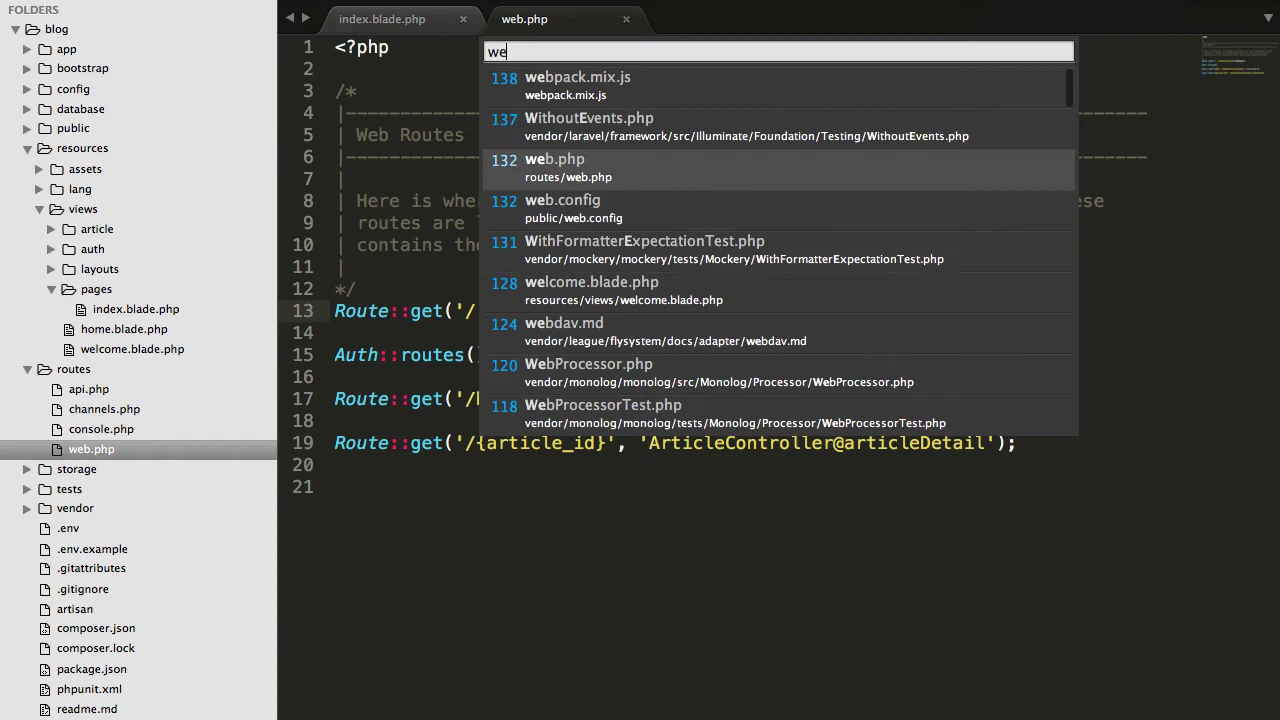 FOLDERS
blog
app
bootstrap
config
database
public
resources
assets
lang
views
article
auth
layouts
pages
index.blade.php
home.blade.php
welcome.blade.php
routes
api.php
channels.php
console.php
web.php
storage
tests
vendor
.env
.env.example
.gitattributes
.gitignore
artisan
composer.json
composer.lock
package.json
phpunit.xml
readme.md
index.blade.php ×
web.php ×
we
138 webpack.mix.js
webpack.mix.js
137 WithoutEvents.php
vendor/laravel/framework/src/Illuminate/Foundation/Testing/WithoutEvents.php
132 web.php
routes/web.php
132 web.config
public/web.config
131 WithFormatterExpectationTest.php
vendor/mockery/mockery/tests/Mockery/WithFormatterExpectationTest.php
128 welcome.blade.php
resources/views/welcome.blade.php
124 webdav.md
vendor/league/flysystem/docs/adapter/webdav.md
120 WebProcessor.php
vendor/monolog/monolog/src/Monolog/Processor/WebProcessor.php
118 WebProcessorTest.php
vendor/monolog/monolog/tests/Monolog/Processor/WebProcessorTest.php
1 <?php
2
3 /*
4 |--------------------------------------------------------------------------
5 | Web Routes
6 |--------------------------------------------------------------------------
7 |
8 | Here is whe ese
9 | routes are
10 | contains the
11 |
12 */
13 Route::get('/
14
15 Auth::routes(
16
17 Route::get('/
18
19 Route::get('/{article_id}', 'ArticleController@articleDetail');
20
21